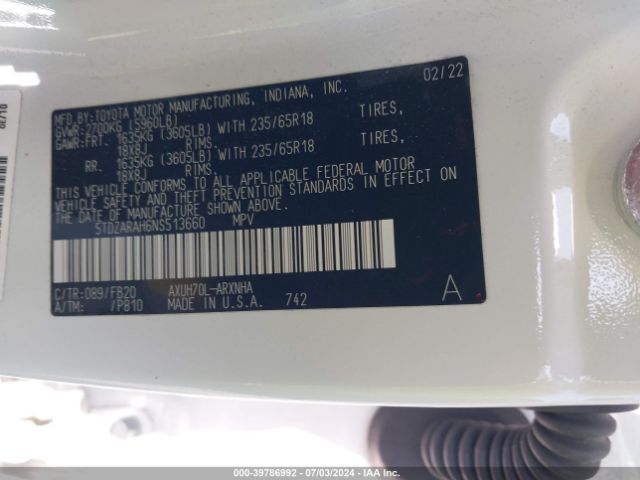 MFD.BY:TOYOTA MOTOR MANUFACTURING, INDIANA, INC. 02/22
GVWR:2700KG (5960LB)
GAWR:FRT. 1635KG (3605LB) WITH 235/65R18 TIRES,
18X8J RIMS.
RR. 1635KG (3605LB) WITH 235/65R18 TIRES,
18X8J RIMS.
THIS VEHICLE CONFORMS TO ALL APPLICABLE FEDERAL MOTOR
VEHICLE SAFETY AND THEFT PREVENTION STANDARDS IN EFFECT ON
THE DATE OF MANUFACTURE SHOWN ABOVE.
5TDZARAH6NS513660 MPV
C/TR:089/FB20 AXUH70L-ARXNHA
A/TM: /P810 MADE IN U.S.A. 742 A
000-39786992 - 07/03/2024 - IAA Inc.